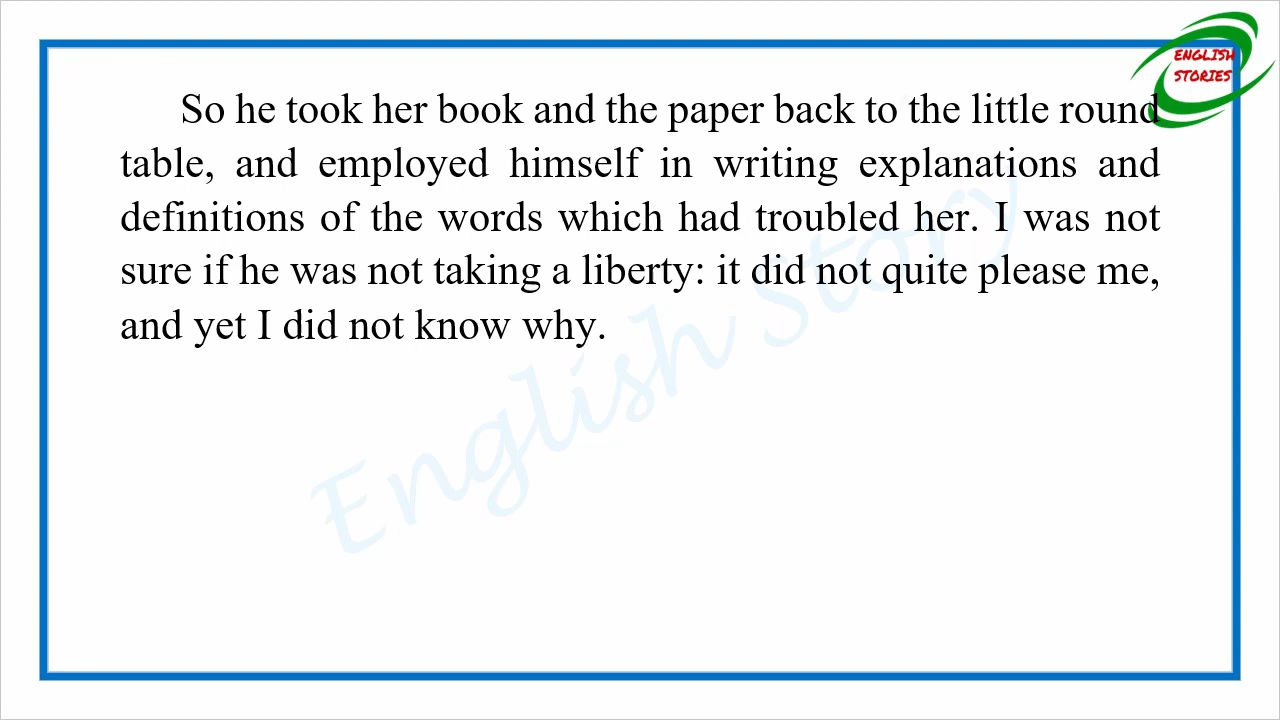 ENGLISH
STORIES
So he took her book and the paper back to the little round
table, and employed himself in writing explanations and
definitions of the words which had troubled her. I was not
sure if he was not taking a liberty: it did not quite please me,
and yet I did not know why.
English Story